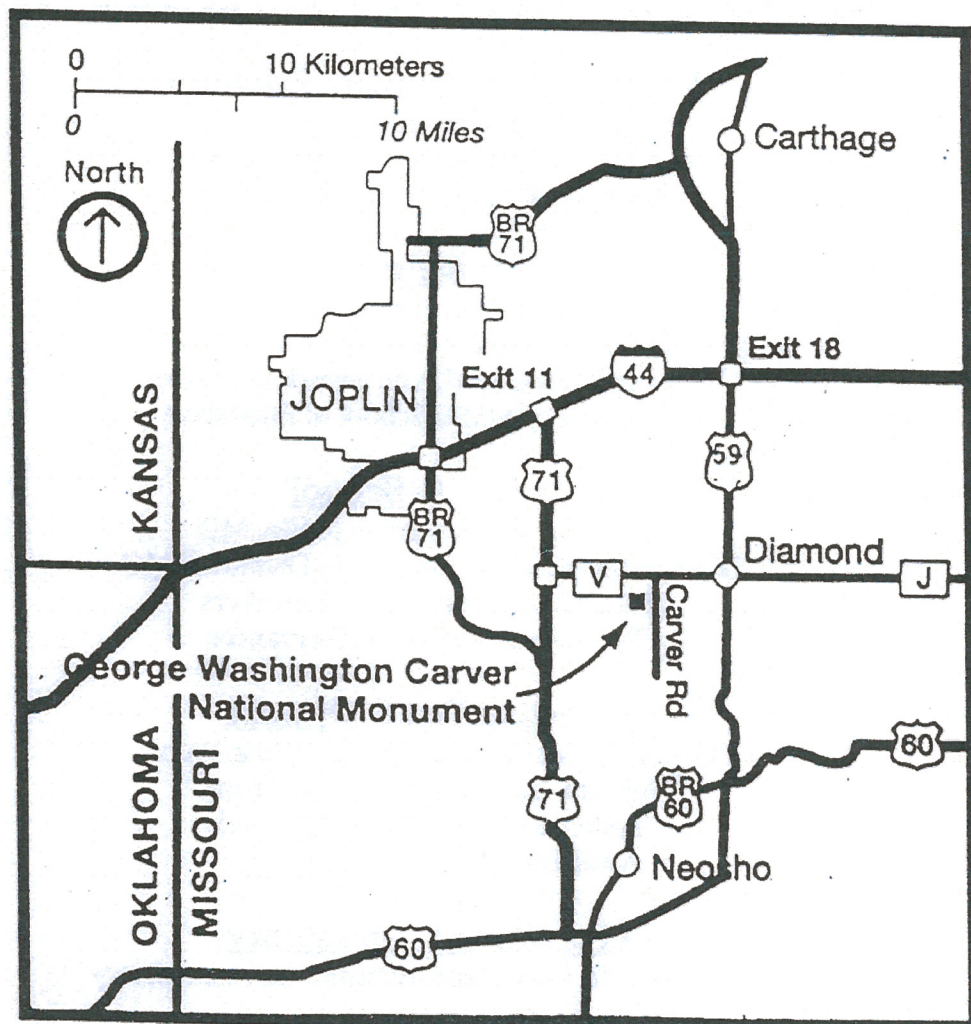 0
10 Kilometers
0
10 Miles
North
Carthage
BR
71
Exit 18
Exit 11
44
JOPLIN
KANSAS
71
59
BR
71
Diamond
V
J
Carver Rd
George Washington Carver
National Monument
60
OKLAHOMA
MISSOURI
71
BR
60
Neosho
60